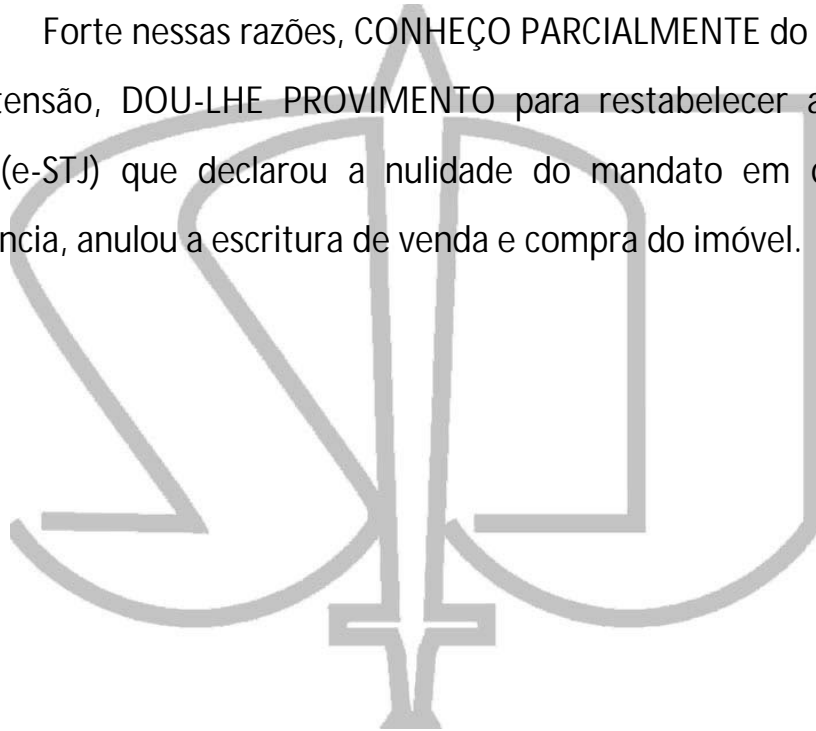 Forte nessas razões, CONHEÇO PARCIALMENTE do
tensão, DOU-LHE PROVIMENTO para restabelecer a
(e-STJ) que declarou a nulidade do mandato em c
ncia, anulou a escritura de venda e compra do imóvel.